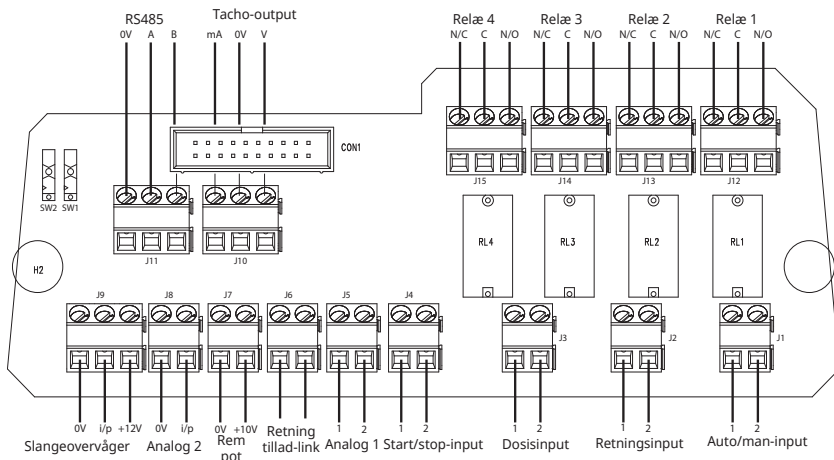 RS485 Tacho-output Relæ 4 Relæ 3 Relæ 2 Relæ 1
0V A B mA 0V V N/C C N/O N/C C N/O N/C C N/O N/C C N/O
CON1
SW2 SW1
J15 J14 J13 J12
J11 J10
RL4 RL3 RL2 RL1
H2
J9 J8 J7 J6 J5 J4
J3 J2 J1
0V i/p +12V 0V i/p 0V +10V 1 2 1 2 1 2 1 2 1 2
Slangeovervåger Analog 2 Rem pot Retning tillad-link Analog 1 Start/stop-input Dosisinput Retningsinput Auto/man-input